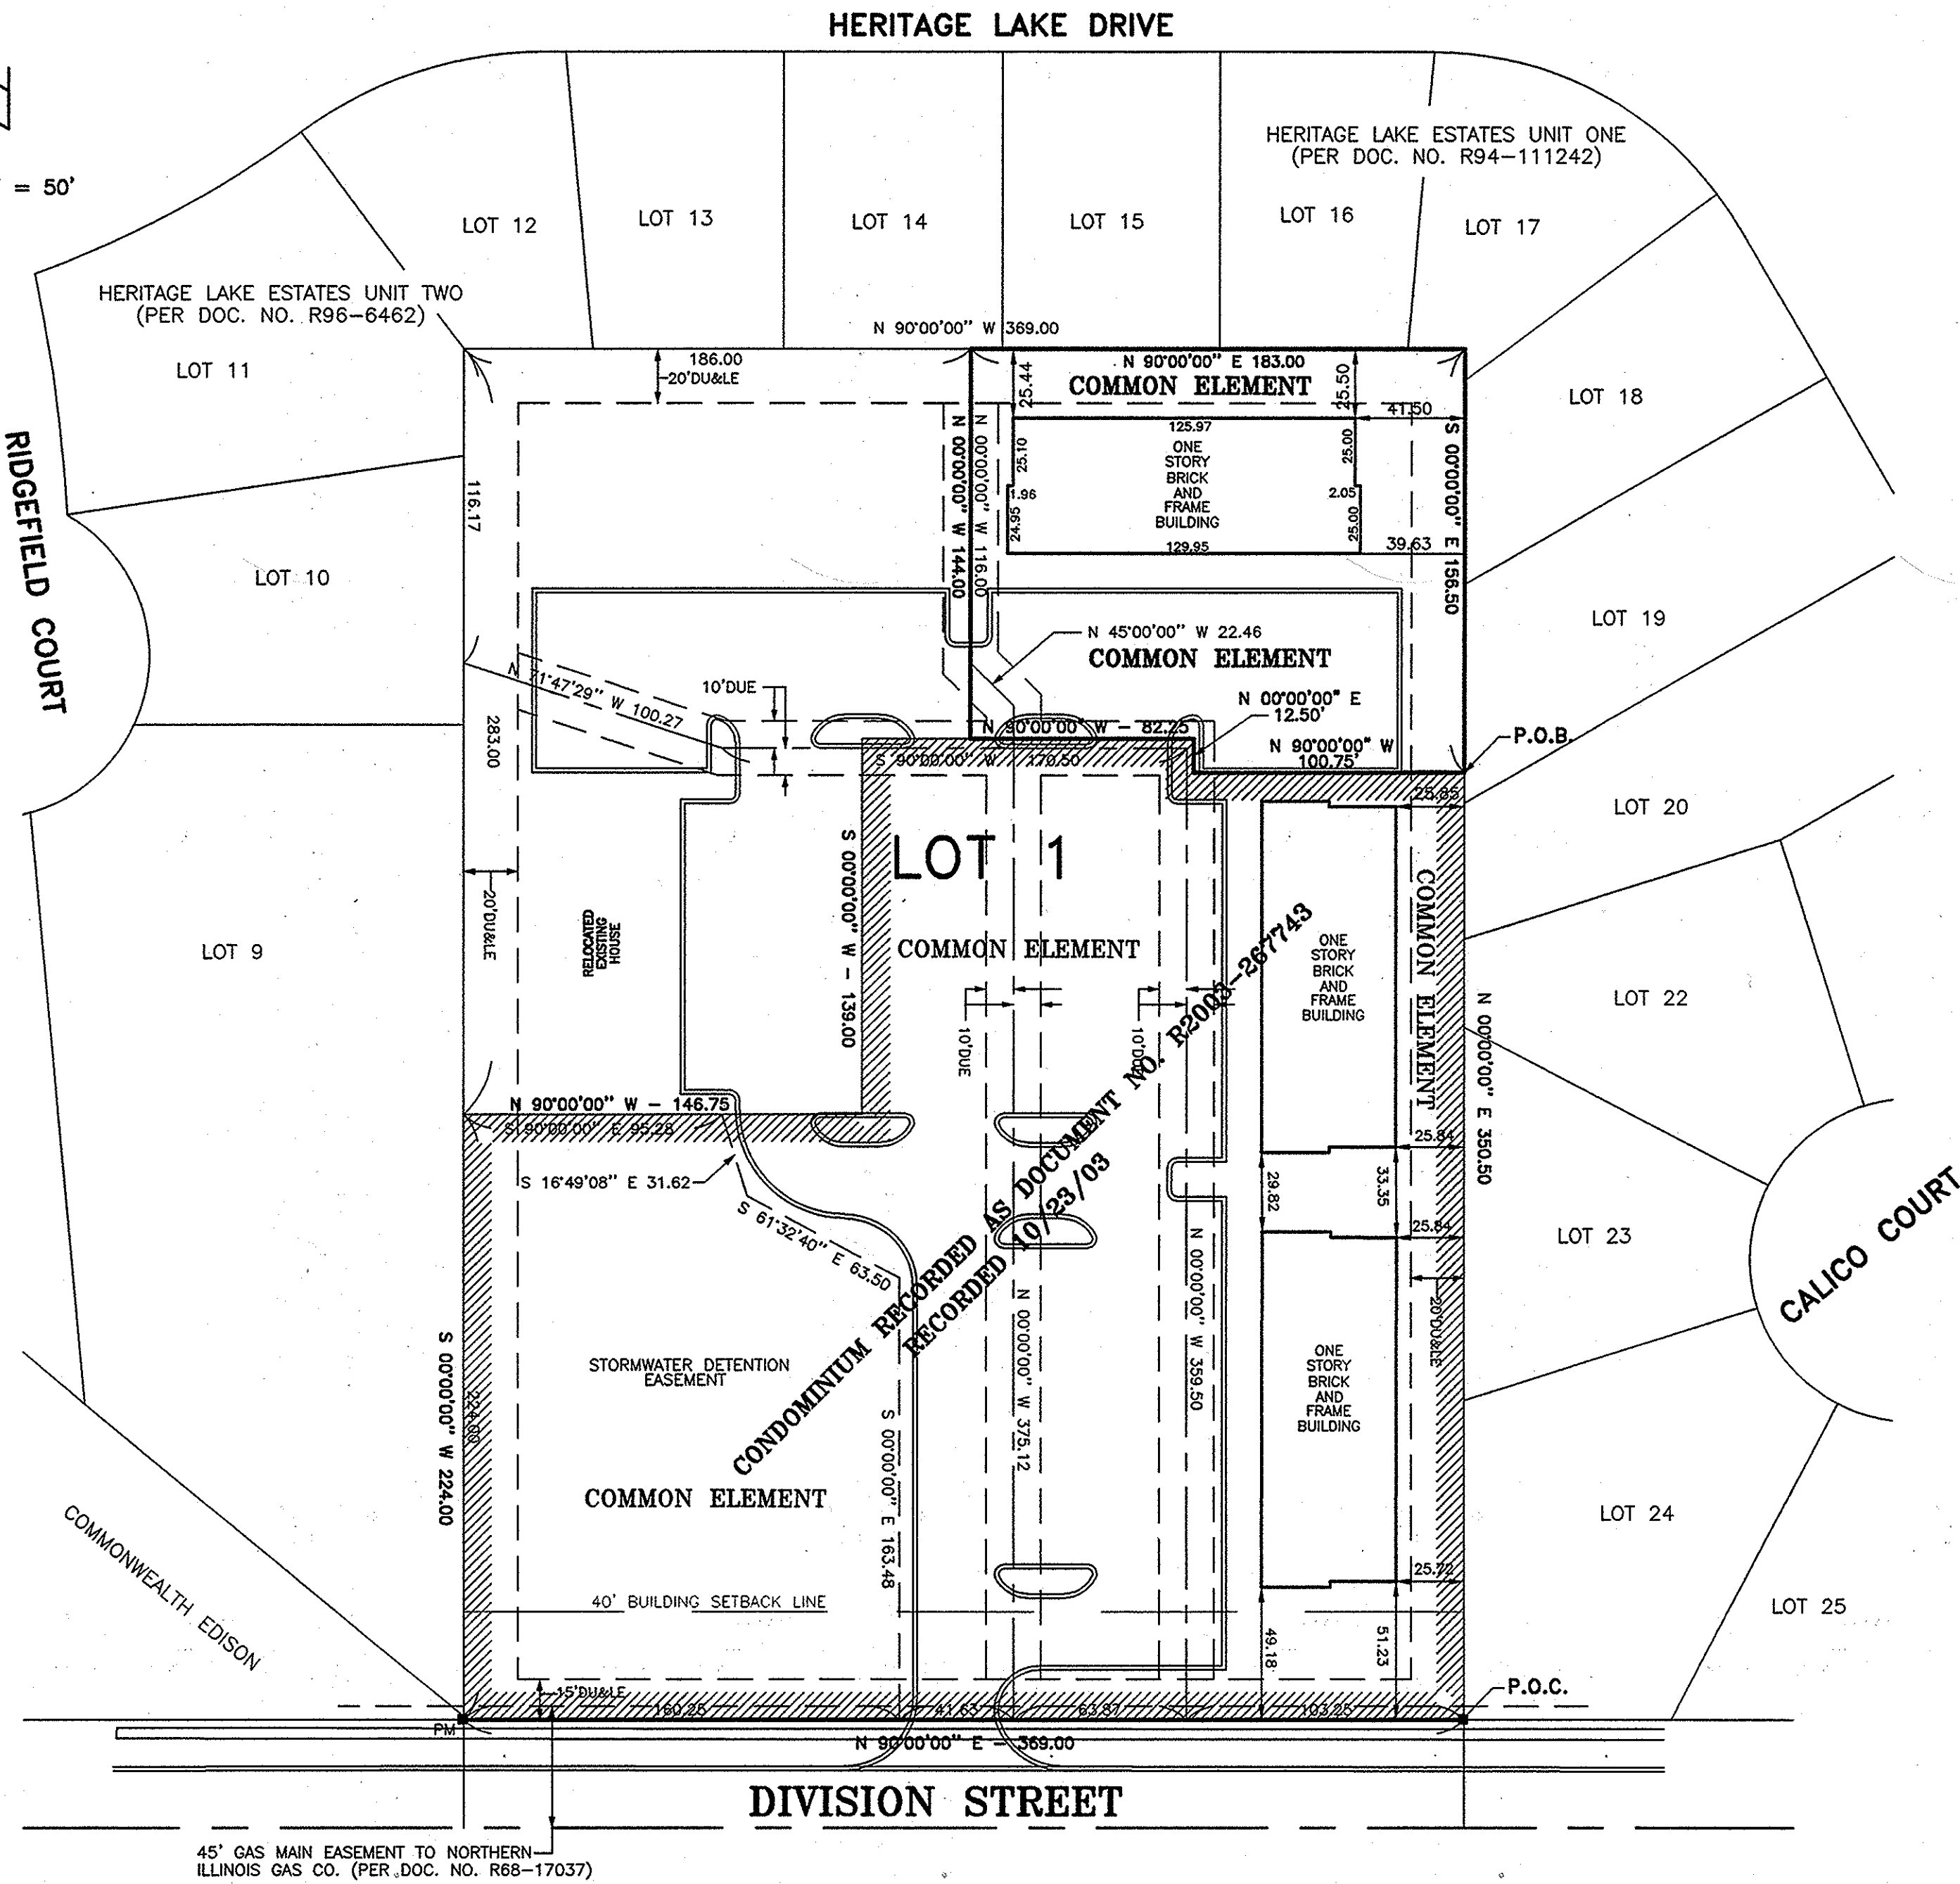 HERITAGE LAKE DRIVE
= 50'
HERITAGE LAKE ESTATES UNIT ONE
(PER DOC. NO. R94-111242)
LOT 12
LOT 13
LOT 14
LOT 15
LOT 16
LOT 17
HERITAGE LAKE ESTATES UNIT TWO
(PER DOC. NO. R96-6462)
LOT 11
N 90°00'00" W 369.00
186.00
20'DU&LE
N 90°00'00" E 183.00
COMMON ELEMENT
25.44
25.50
41.50
LOT 18
RIDGEFIELD COURT
116.17
N 00°00'00" W 144.00
N 00°00'00" W 116.00
125.97
25.10
25.00
ONE
STORY
BRICK
AND
FRAME
BUILDING
1.96
2.05
24.95
25.00
129.95
39.63
S 00°00'00" E 156.50
LOT 10
LOT 19
N 45°00'00" W 22.46
COMMON ELEMENT
N 71°47'29" W 100.27
10'DUE
N 00°00'00" E
12.50'
283.00
N 90°00'00" W - 82.25
N 90°00'00" W
100.75'
P.O.B.
S 90°00'00" W 170.50
25.85
LOT 20
LOT 1
S 00°00'00" W - 139.00
20'DU&LE
RELOCATED
EXISTING
HOUSE
LOT 9
COMMON ELEMENT
ONE
STORY
BRICK
AND
FRAME
BUILDING
COMMON ELEMENT
LOT 22
N 00°00'00" E 350.50
10'DUE
10'DUE
N 90°00'00" W - 146.75
S 90°00'00" E 95.28
S 16°49'08" E 31.62
S 61°32'40" E 63.50
25.84
29.82
33.35
25.84
LOT 23
CALICO COURT
CONDOMINIUM RECORDED AS DOCUMENT NO. R2003-267743
RECORDED 10/23/03
N 00°00'00" W 375.12
N 00°00'00" W 359.50
20'DU&LE
S 00°00'00" W 224.00
224.00
STORMWATER DETENTION
EASEMENT
ONE
STORY
BRICK
AND
FRAME
BUILDING
S 00°00'00" E 163.48
COMMON ELEMENT
LOT 24
COMMONWEALTH EDISON
40' BUILDING SETBACK LINE
25.72
LOT 25
49.18
51.23
15'DU&LE
160.25
41.63
63.87
103.25
P.O.C.
PM
N 90°00'00" E - 369.00
DIVISION STREET
45' GAS MAIN EASEMENT TO NORTHERN
ILLINOIS GAS CO. (PER DOC. NO. R68-17037)